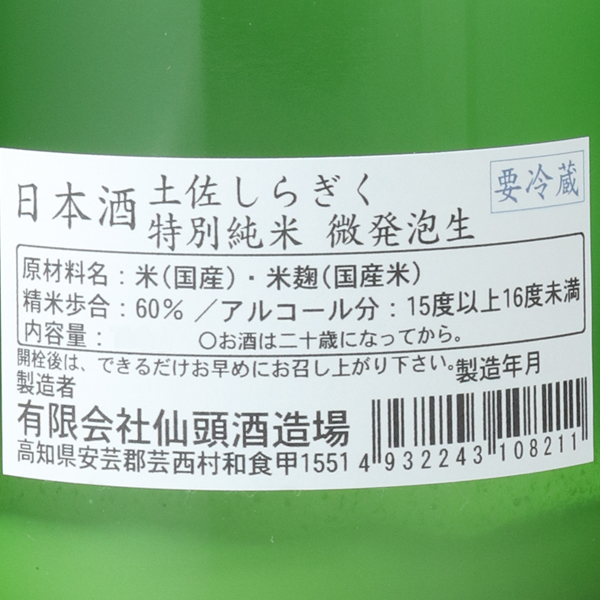 日本酒
土佐しらぎく
特別純米 微発泡生
要冷蔵
原材料名：米（国産）・米麹（国産米）
精米歩合：60％ ／アルコール分：15度以上16度未満
内容量： ○お酒は二十歳になってから。
開栓後は、できるだけお早めにお召し上がり下さい。 製造年月
製造者
有限会社仙頭酒造場
高知県安芸郡芸西村和食甲1551
4 932243 108211